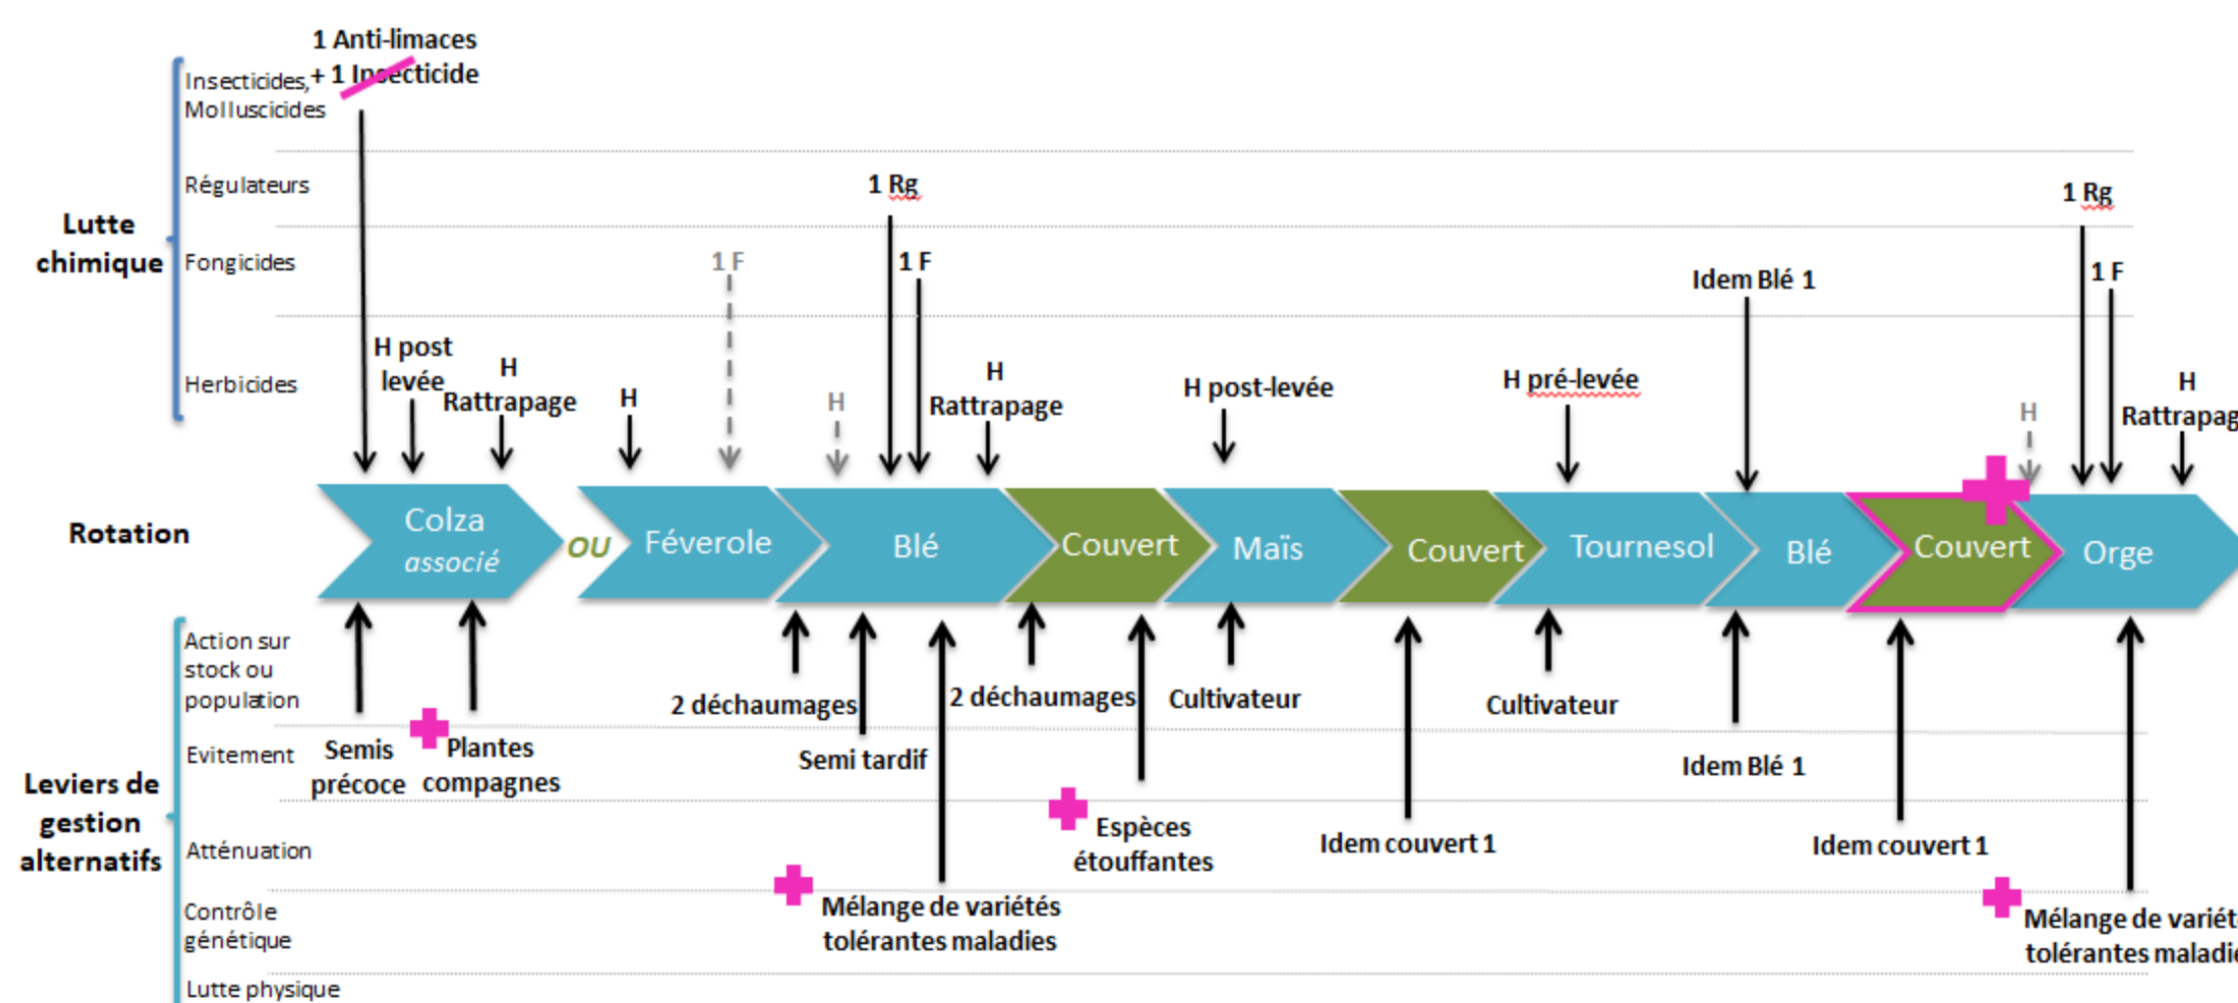 1 Anti-limaces
+ 1 Insecticide
Insecticides,
Molluscicides
Régulateurs
1 Rg
1 Rg
Lutte
chimique
Fongicides
1 F
1 F
Idem Blé 1
1 F
Herbicides
H post
levée
H
Rattrapage
H
H
H
Rattrapage
H post-levée
H pré-levée
H
H
Rattrapag
Rotation
Colza
associé
OU
Féverole
Blé
Couvert
Maïs
Couvert
Tournesol
Blé
Couvert
Orge
Action sur
stock ou
population
2 déchaumages
2 déchaumages
Cultivateur
Cultivateur
Leviers de
gestion
alternatifs
Evitement
Semis
précoce
Plantes
compagnes
Semi tardif
Idem Blé 1
Atténuation
Espèces
étouffantes
Idem couvert 1
Idem couvert 1
Contrôle
génétique
Mélange de variétés
tolérantes maladies
Mélange de variét
tolérantes maladi
Lutte physique